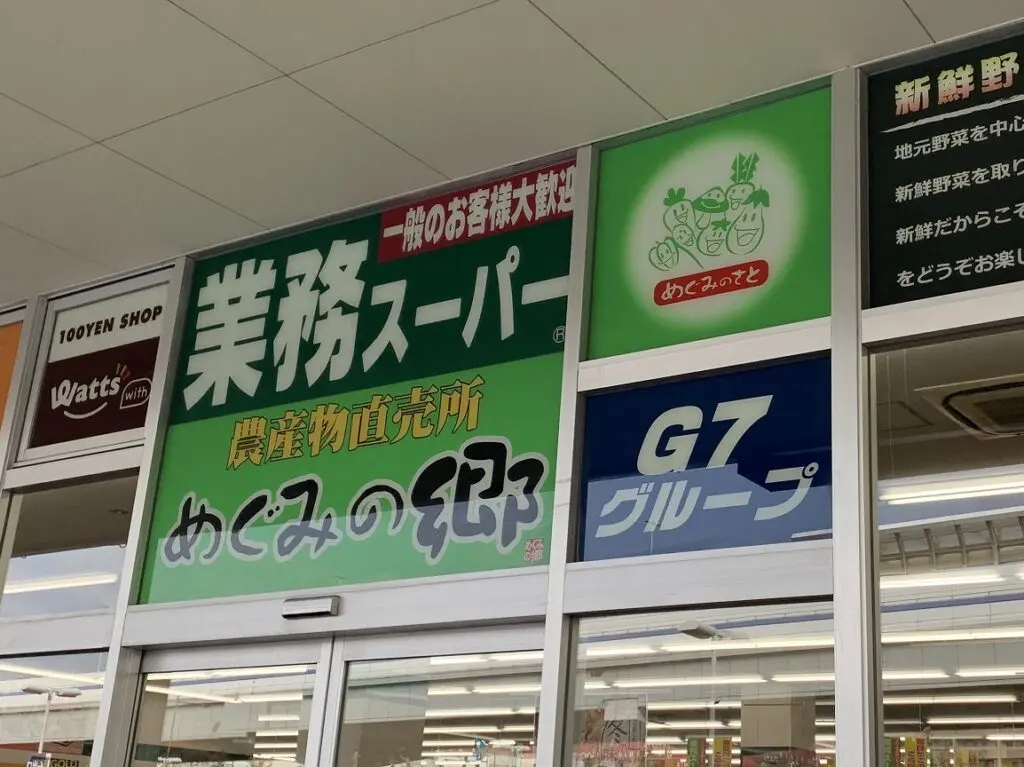 100YEN SHOP
Watts
with
一般のお客様大歓迎
業務スーパー
®
農産物直売所
めぐみの郷
めぐみのさと
G7
グループ
新鮮野
地元野菜を中心
新鮮野菜を取り
新鮮だからこそ
をどうぞお楽し
冬
GOLD